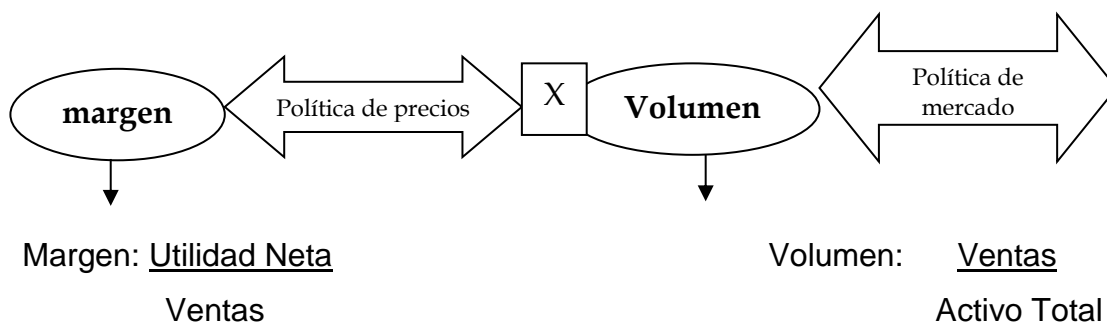 margen
Política de precios
X
Volumen
Política de
mercado
Margen: Utilidad Neta
Ventas
Volumen: Ventas
Activo Total